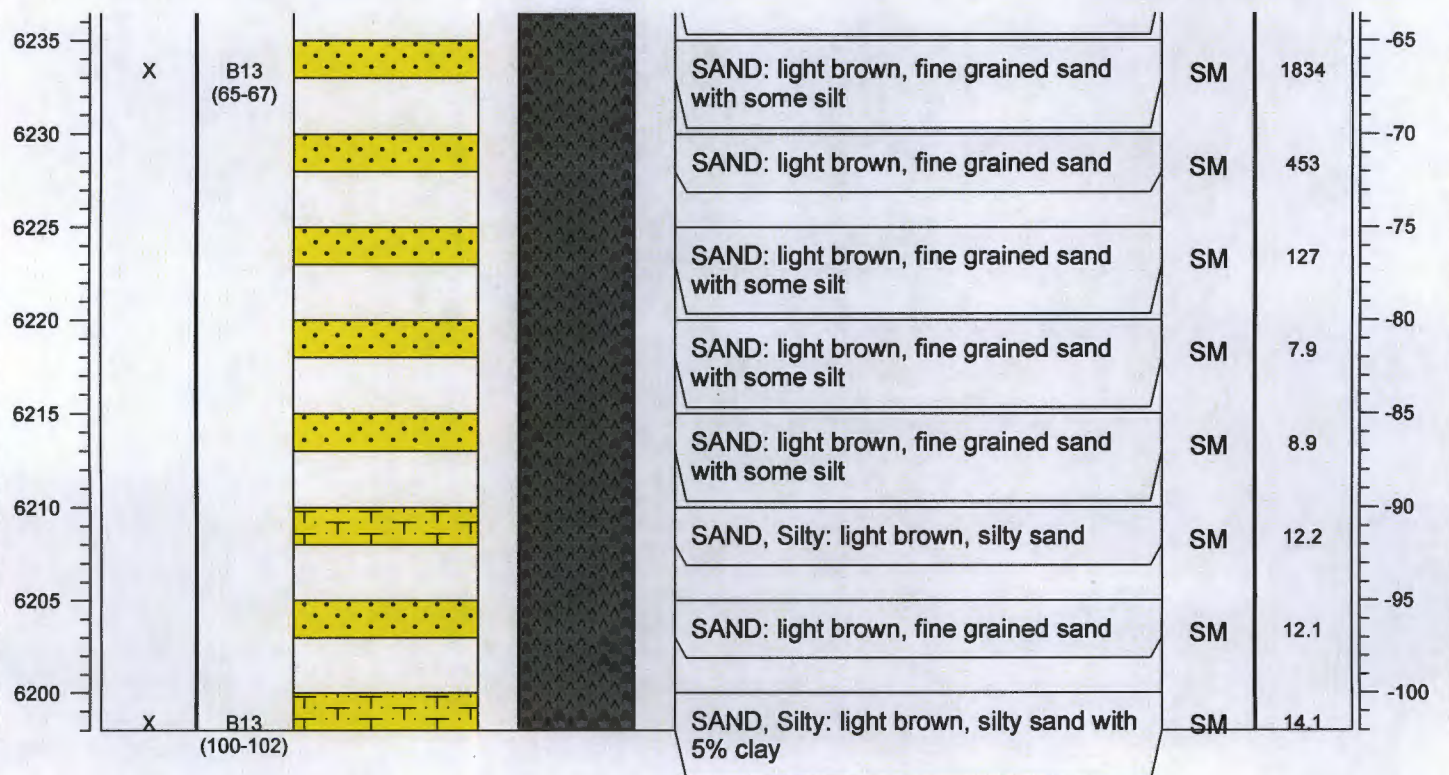 6235 -65
X B13 SAND: light brown, fine grained sand SM 1834
(65-67) with some silt
6230 -70
SAND: light brown, fine grained sand SM 453
6225 -75
SAND: light brown, fine grained sand SM 127
with some silt
6220 -80
SAND: light brown, fine grained sand SM 7.9
with some silt
6215 -85
SAND: light brown, fine grained sand SM 8.9
with some silt
6210 -90
SAND, Silty: light brown, silty sand SM 12.2
6205 -95
SAND: light brown, fine grained sand SM 12.1
6200 -100
X B13 SAND, Silty: light brown, silty sand with SM 14.1
(100-102) 5% clay